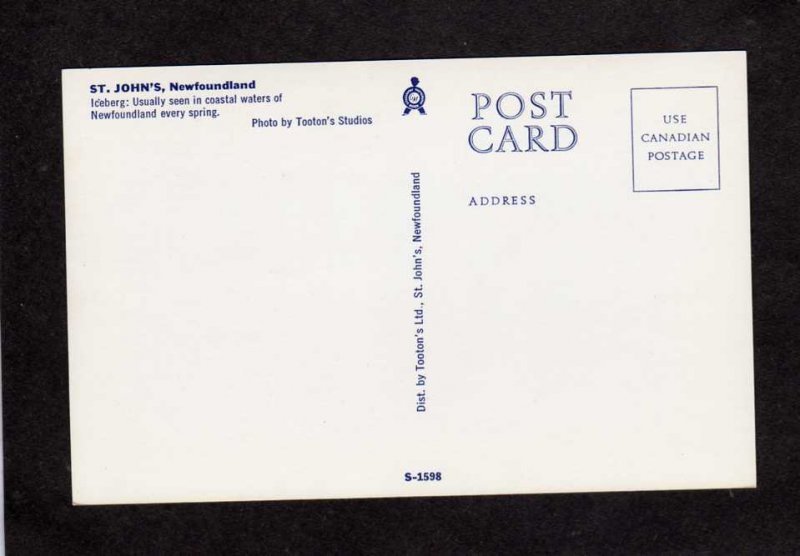 ST. JOHN'S, Newfoundland
Iceberg: Usually seen in coastal waters of
Newfoundland every spring.
Photo by Tooton's Studios
POST
CARD
USE
CANADIAN
POSTAGE
ADDRESS
Dist. by Tooton's Ltd., St. John's, Newfoundland
S-1598